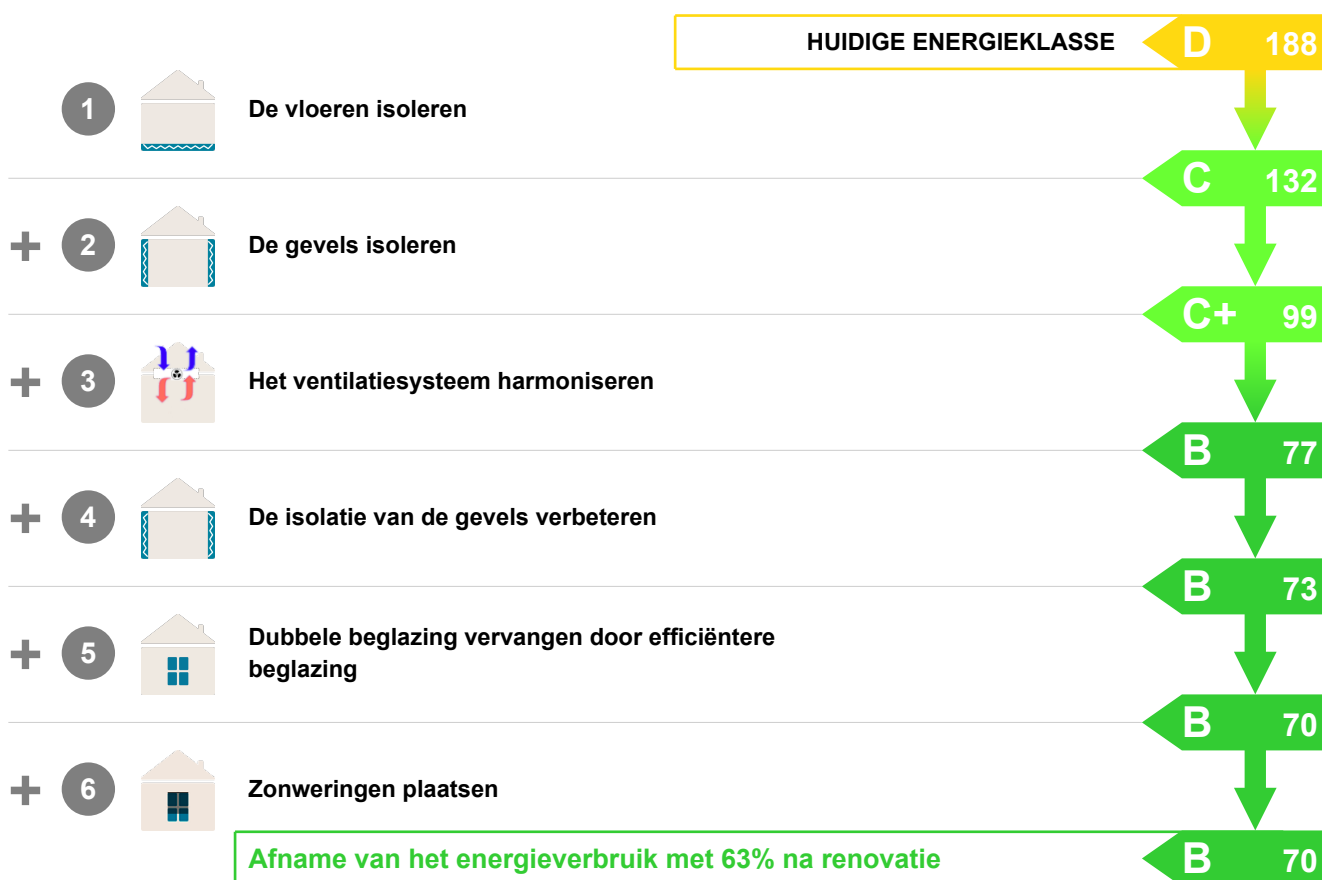 HUIDIGE ENERGIEKLASSE D 188
1 De vloeren isoleren
C 132
+ 2 De gevels isoleren
C+ 99
+ 3 Het ventilatiesysteem harmoniseren
B 77
+ 4 De isolatie van de gevels verbeteren
B 73
+ 5 Dubbele beglazing vervangen door efficiëntere
beglazing
B 70
+ 6 Zonweringen plaatsen
Afname van het energieverbruik met 63% na renovatie B 70